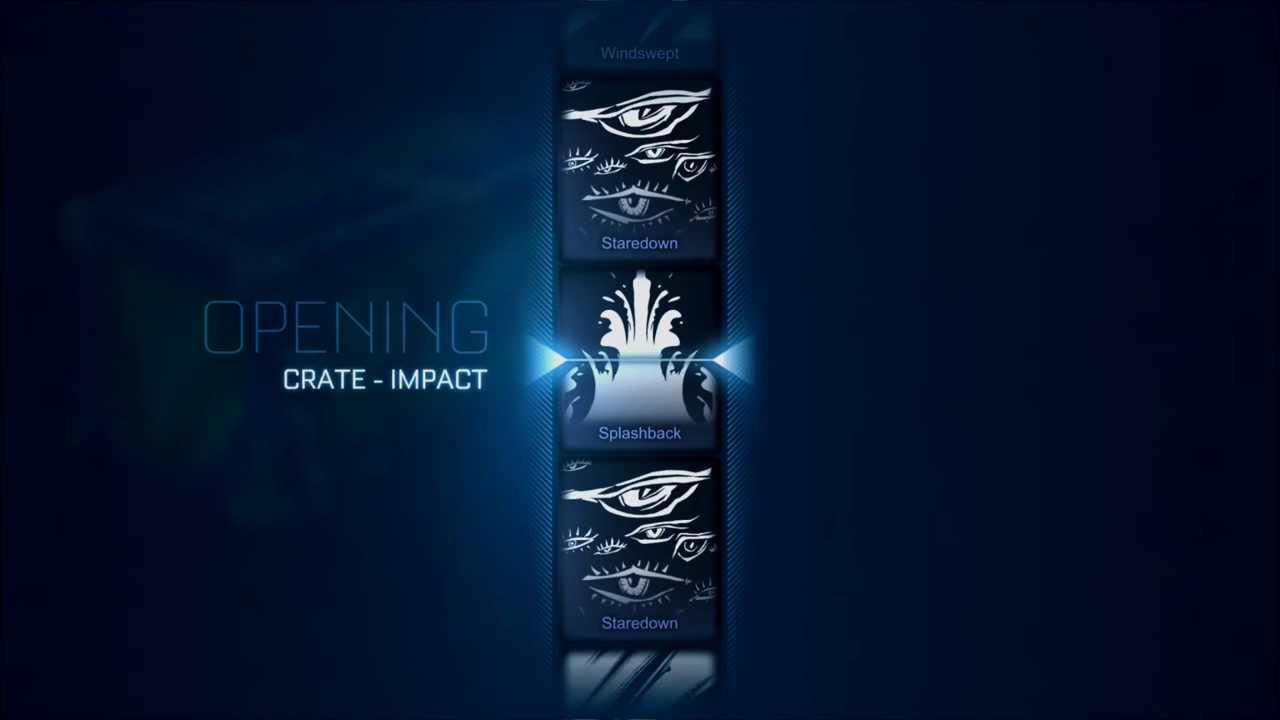 Windswept
Staredown
OPENING
CRATE - IMPACT
Splashback
Staredown